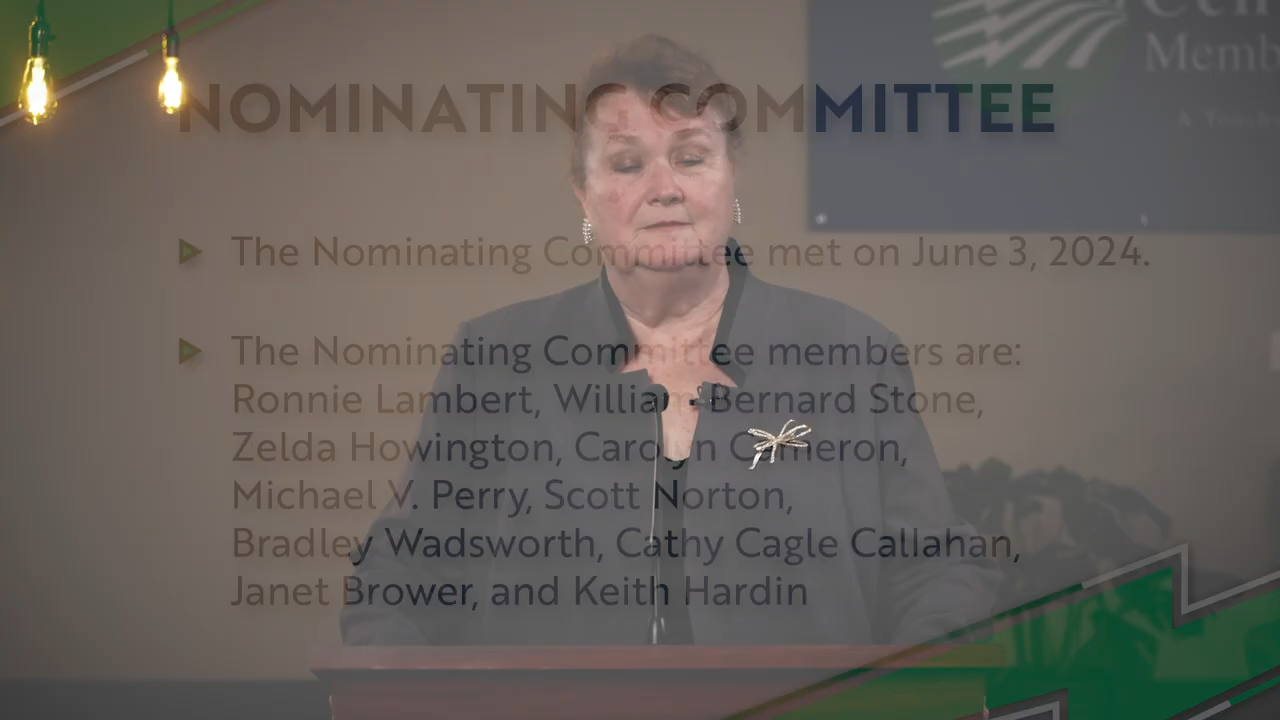 Memb
NOMINATING COMMITTEE
The Nominating Committee met on June 3, 2024.
The Nominating Committee members are:
Ronnie Lambert, William Bernard Stone,
Zelda Howington, Carolyn Cameron,
Michael V. Perry, Scott Norton,
Bradley Wadsworth, Cathy Cagle Callahan,
Janet Brower, and Keith Hardin